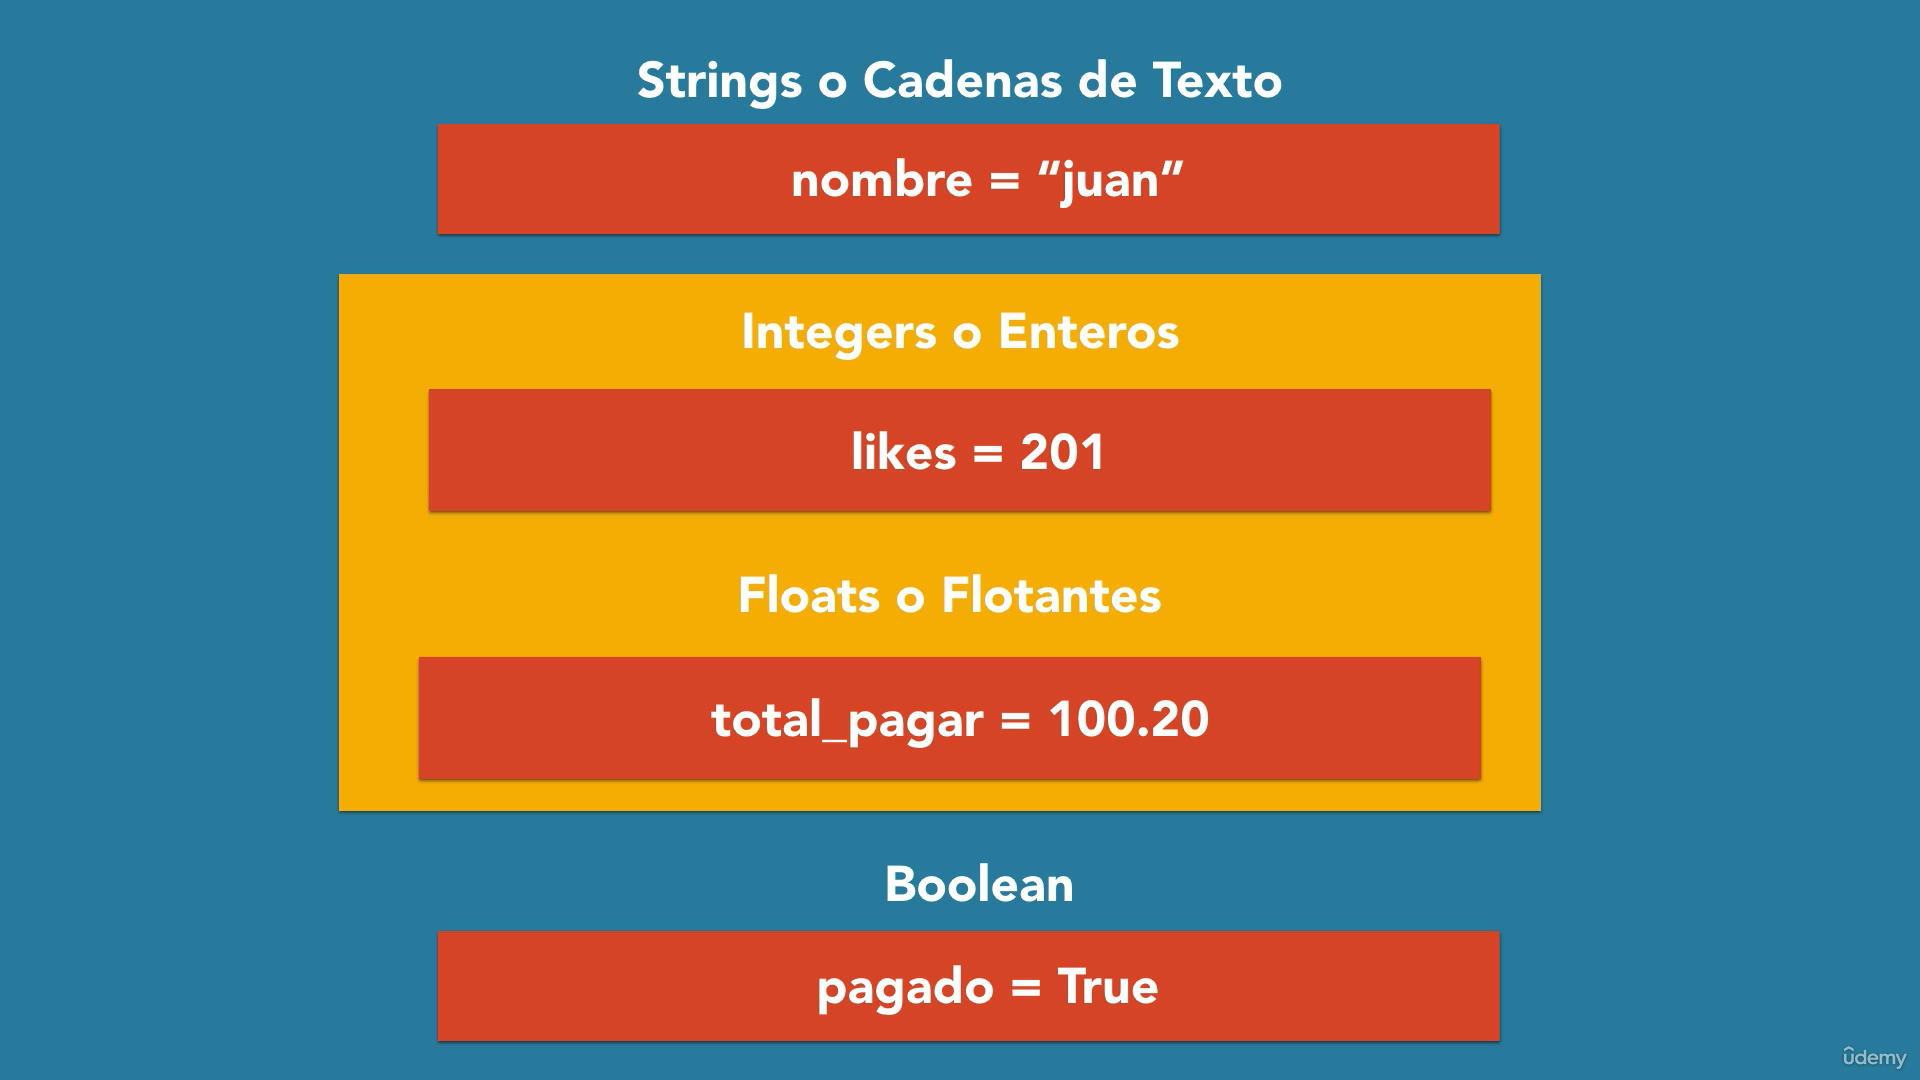 Strings o Cadenas de Texto
nombre = “juan”
Integers o Enteros
likes = 201
Floats o Flotantes
total_pagar = 100.20
Boolean
pagado = True
ûdemy